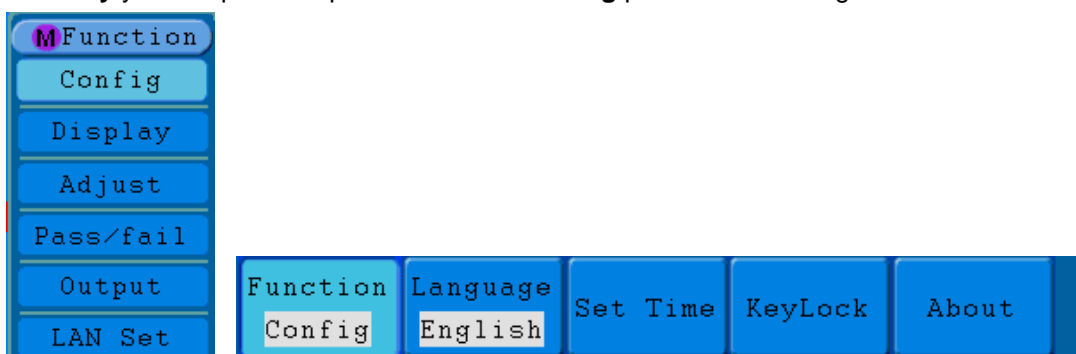 MFunction
Config
Display
Adjust
Pass/fail
Output
LAN Set
Function Language
Config English
Set Time
KeyLock
About